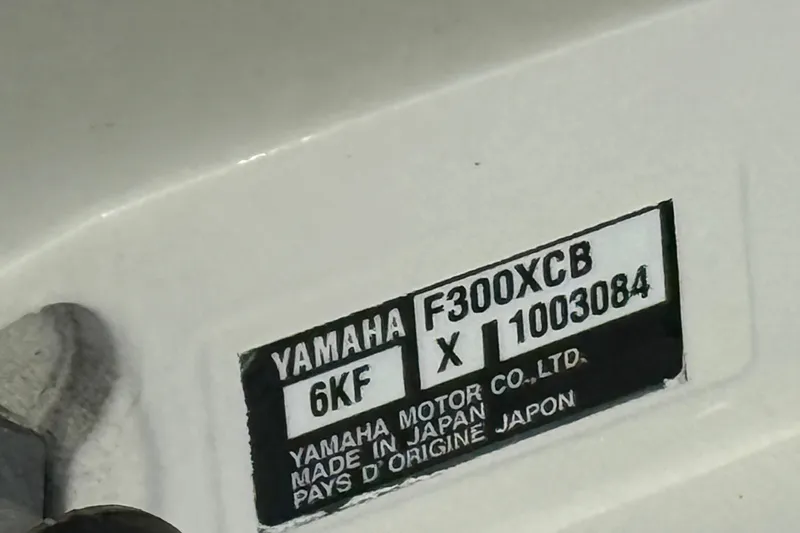 YAMAHA F300XCB
6KF X 1003084
YAMAHA MOTOR CO.,LTD.
MADE IN JAPAN
PAYS D'ORIGINE JAPON